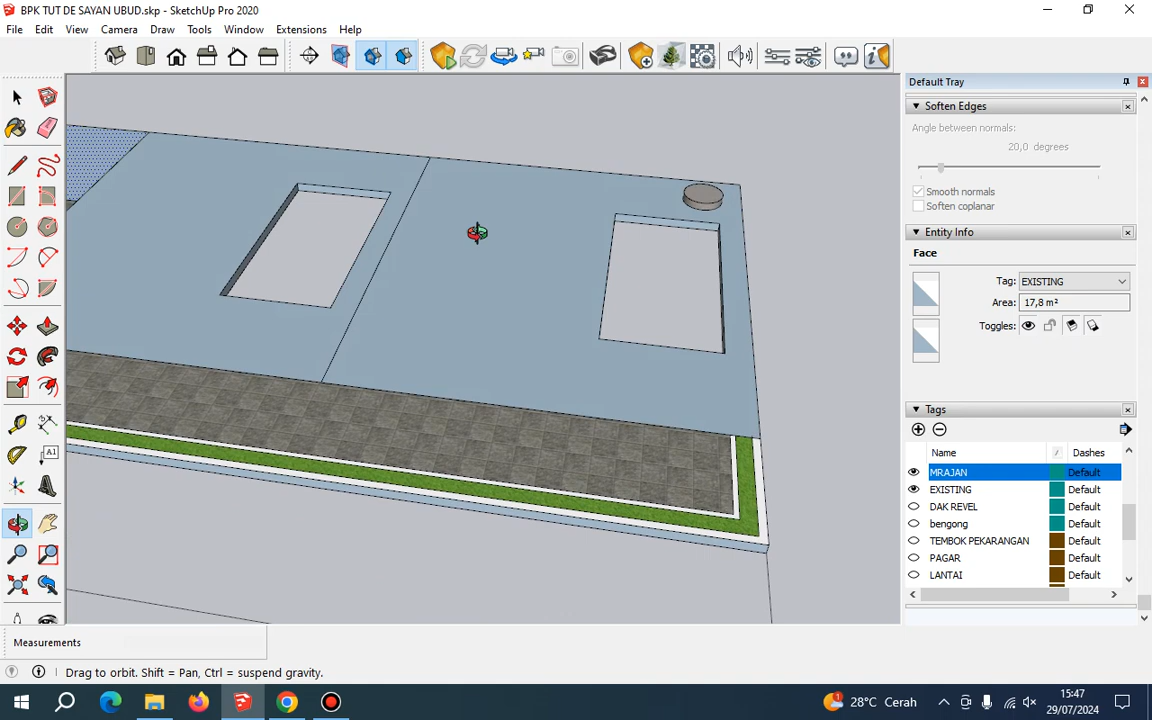 BPK TUT DE SAYAN UBUD.skp - SketchUp Pro 2020
File Edit View Camera Draw Tools Window Extensions Help
Default Tray
Soften Edges
Angle between normals:
20,0 degrees
Smooth normals
Soften coplanar
Entity Info
Face
Tag: EXISTING
Area: 17,8 m²
Toggles:
Tags
Name Dashes
MRAJAN Default
EXISTING Default
DAK REVEL Default
bengong Default
TEMBOK PEKARANGAN Default
PAGAR Default
LANTAI Default
A1
Measurements
Drag to orbit. Shift = Pan, Ctrl = suspend gravity.
1
28°C Cerah
15:47
29/07/2024